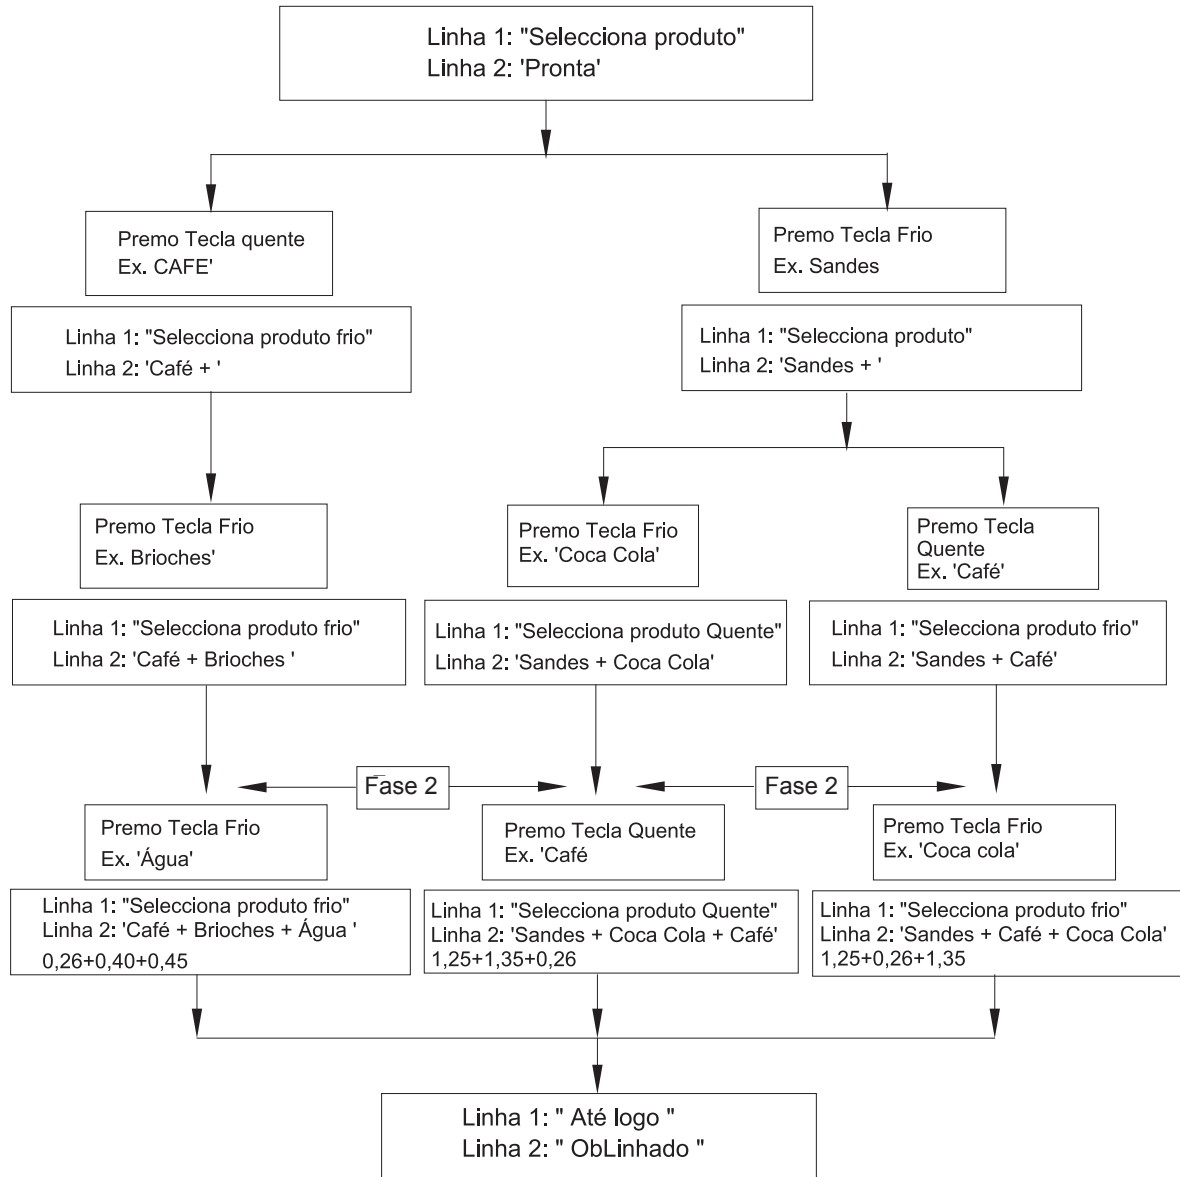 Linha 1: "Selecciona produto"
Linha 2: 'Pronta'
Premo Tecla quente
Ex. CAFE'
Premo Tecla Frio
Ex. Sandes
Linha 1: "Selecciona produto frio"
Linha 2: 'Café + '
Linha 1: "Selecciona produto"
Linha 2: 'Sandes + '
Premo Tecla Frio
Ex. Brioches'
Premo Tecla Frio
Ex. 'Coca Cola'
Premo Tecla
Quente
Ex. 'Café'
Linha 1: "Selecciona produto frio"
Linha 2: 'Café + Brioches '
Linha 1: "Selecciona produto Quente"
Linha 2: 'Sandes + Coca Cola'
Linha 1: "Selecciona produto frio"
Linha 2: 'Sandes + Café'
Fase 2
Fase 2
Premo Tecla Frio
Ex. 'Água'
Premo Tecla Quente
Ex. 'Café
Premo Tecla Frio
Ex. 'Coca cola'
Linha 1: "Selecciona produto frio"
Linha 2: 'Café + Brioches + Água '
0,26+0,40+0,45
Linha 1: "Selecciona produto Quente"
Linha 2: 'Sandes + Coca Cola + Café'
1,25+1,35+0,26
Linha 1: "Selecciona produto frio"
Linha 2: 'Sandes + Café + Coca Cola'
1,25+0,26+1,35
Linha 1: " Até logo "
Linha 2: " ObLinhado "